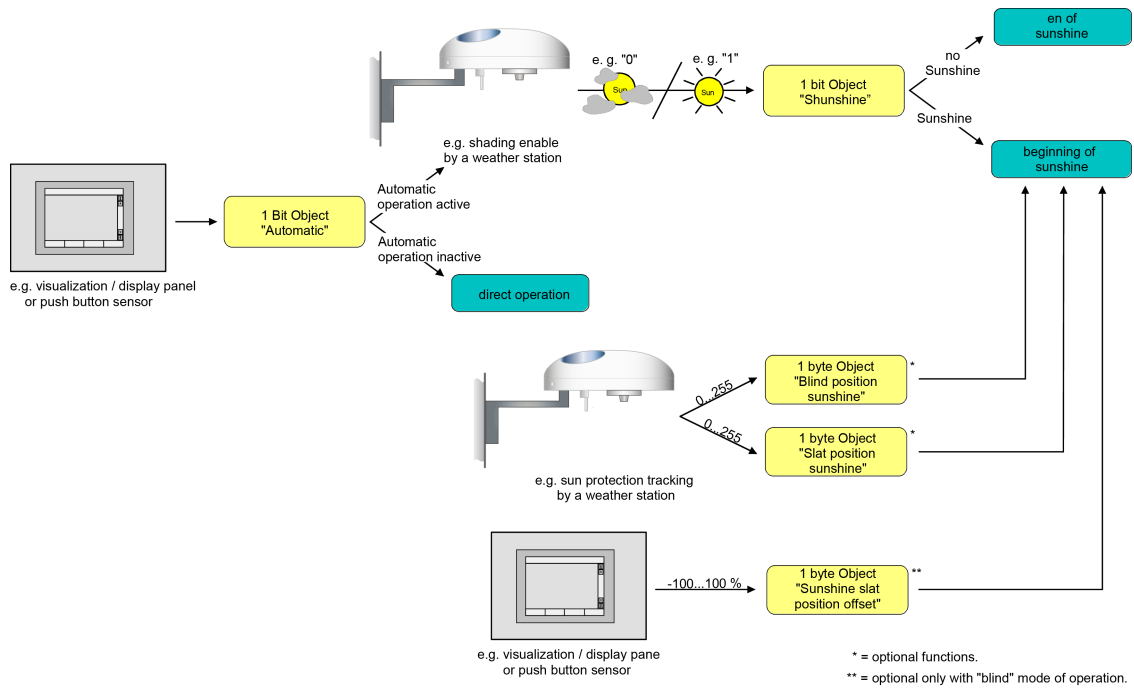 en of
sunshine
e. g. "0"
e. g. "1"
Sun
Sun
no
Sunshine
1 bit Object
"Shunshine"
Sunshine
e.g. shading enable
by a weather station
beginning of
sunshine
Automatic
operation active
1 Bit Object
"Automatic"
Automatic
operation inactive
e.g. visualization / display panel
or push button sensor
direct operation
1 byte Object
"Blind position
sunshine"
*
0...255
0...255
1 byte Object
"Slat position
sunshine"
*
e.g. sun protection tracking
by a weather station
-100...100 %
1 byte Object
"Sunshine slat
position offset"
**
e.g. visualization / display pane
or push button sensor
* = optional functions.
** = optional only with "blind" mode of operation.